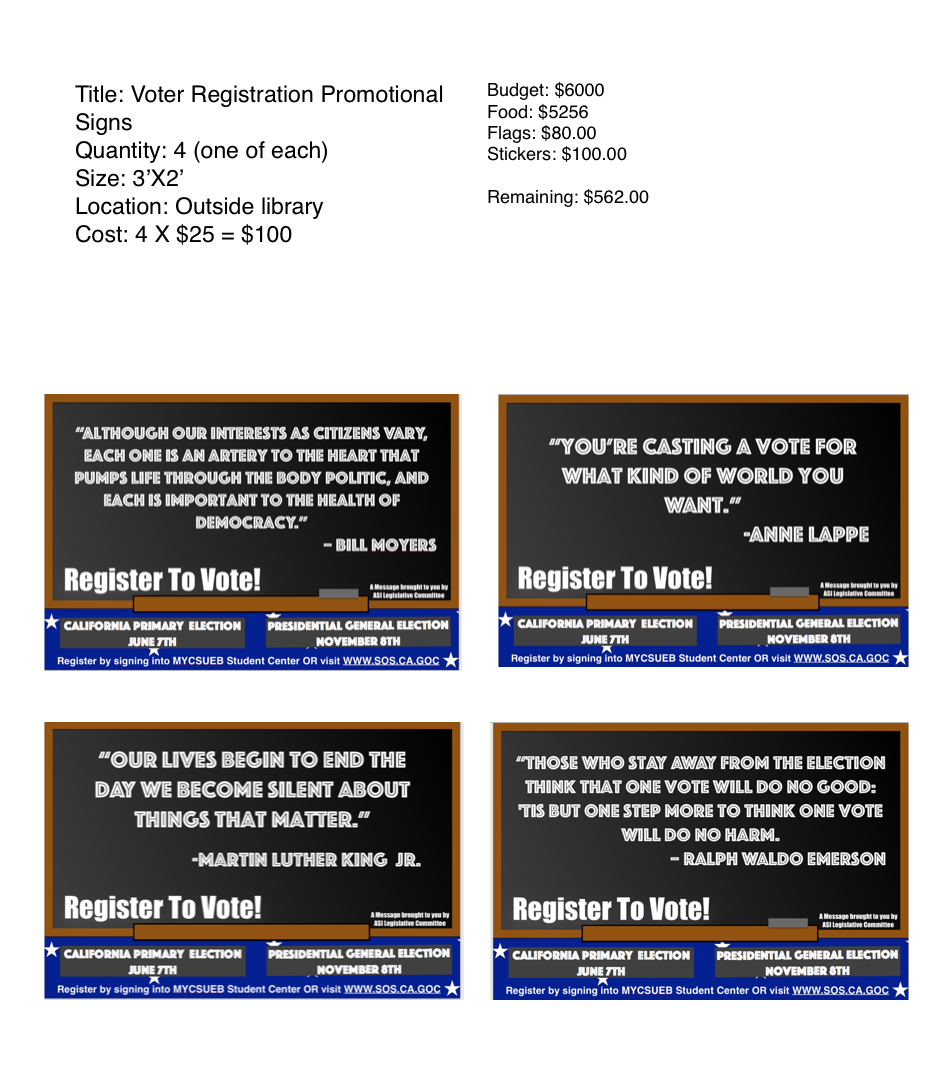 Title: Voter Registration Promotional
Signs
Quantity: 4 (one of each)
Size: 3’X2’
Location: Outside library
Cost: 4 X $25 = $100
Budget: $6000
Food: $5256
Flags: $80.00
Stickers: $100.00
Remaining: $562.00
“ALTHOUGH OUR INTERESTS AS CITIZENS VARY,
EACH ONE IS AN ARTERY TO THE HEART THAT
PUMPS LIFE THROUGH THE BODY POLITIC, AND
EACH IS IMPORTANT TO THE HEALTH OF
DEMOCRACY.”
– BILL MOYERS
Register To Vote!
A Message brought to you by
ASI Legislative Committee
CALIFORNIA PRIMARY ELECTION
JUNE 7TH
PRESIDENTIAL GENERAL ELECTION
NOVEMBER 8TH
Register by signing into MYCSUEB Student Center OR visit WWW.SOS.CA.GOC
“YOU’RE CASTING A VOTE FOR
WHAT KIND OF WORLD YOU
WANT.”
-ANNE LAPPE
Register To Vote!
A Message brought to you by
ASI Legislative Committee
CALIFORNIA PRIMARY ELECTION
JUNE 7TH
PRESIDENTIAL GENERAL ELECTION
NOVEMBER 8TH
Register by signing into MYCSUEB Student Center OR visit WWW.SOS.CA.GOC
“OUR LIVES BEGIN TO END THE
DAY WE BECOME SILENT ABOUT
THINGS THAT MATTER.”
-MARTIN LUTHER KING JR.
Register To Vote!
A Message brought to you by
ASI Legislative Committee
CALIFORNIA PRIMARY ELECTION
JUNE 7TH
PRESIDENTIAL GENERAL ELECTION
NOVEMBER 8TH
Register by signing into MYCSUEB Student Center OR visit WWW.SOS.CA.GOC
“THOSE WHO STAY AWAY FROM THE ELECTION
THINK THAT ONE VOTE WILL DO NO GOOD:
'TIS BUT ONE STEP MORE TO THINK ONE VOTE
WILL DO NO HARM.
– RALPH WALDO EMERSON
Register To Vote!
A Message brought to you by
ASI Legislative Committee
CALIFORNIA PRIMARY ELECTION
JUNE 7TH
PRESIDENTIAL GENERAL ELECTION
NOVEMBER 8TH
Register by signing into MYCSUEB Student Center OR visit WWW.SOS.CA.GOC